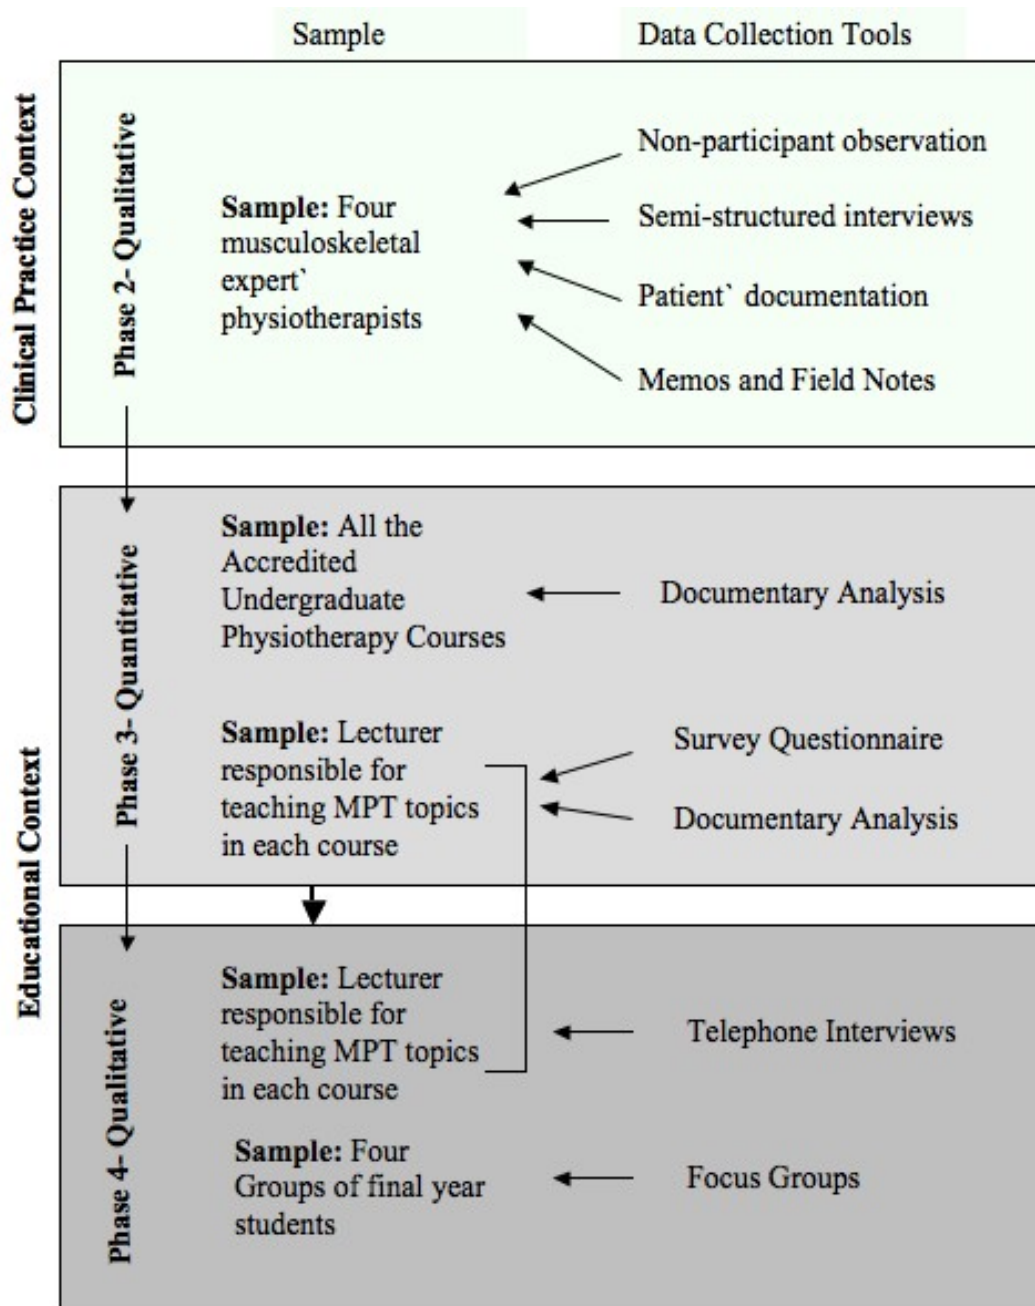 Sample
Data Collection Tools
Clinical Practice Context
Phase 2- Qualitative
Sample: Four
musculoskeletal
expert`
physiotherapists
Non-participant observation
Semi-structured interviews
Patient` documentation
Memos and Field Notes
Educational Context
Phase 3- Quantitative
Sample: All the
Accredited
Undergraduate
Physiotherapy Courses
Documentary Analysis
Sample: Lecturer
responsible for
teaching MPT topics
in each course
Survey Questionnaire
Documentary Analysis
Phase 4- Qualitative
Sample: Lecturer
responsible for
teaching MPT topics
in each course
Telephone Interviews
Sample: Four
Groups of final year
students
Focus Groups